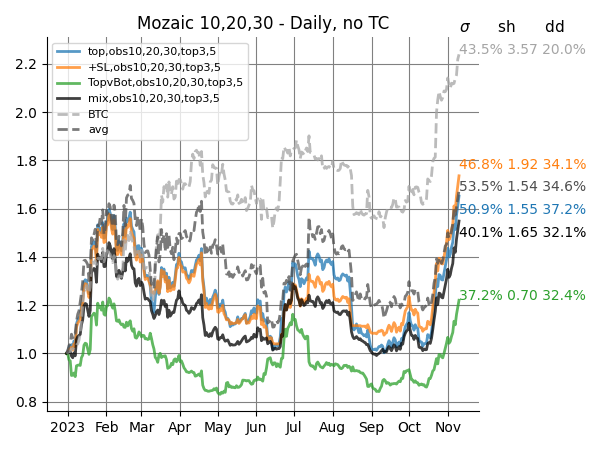 Mozaic 10,20,30 - Daily, no TC
σ sh dd
top,obs10,20,30,top3,5
+SL,obs10,20,30,top3,5
TopvBot,obs10,20,30,top3,5
mix,obs10,20,30,top3,5
BTC
avg
43.5% 3.57 20.0%
46.8% 1.92 34.1%
53.5% 1.54 34.6%
50.9% 1.55 37.2%
40.1% 1.65 32.1%
37.2% 0.70 32.4%
2.2
2.0
1.8
1.6
1.4
1.2
1.0
0.8
2023 Feb Mar Apr May Jun Jul Aug Sep Oct Nov